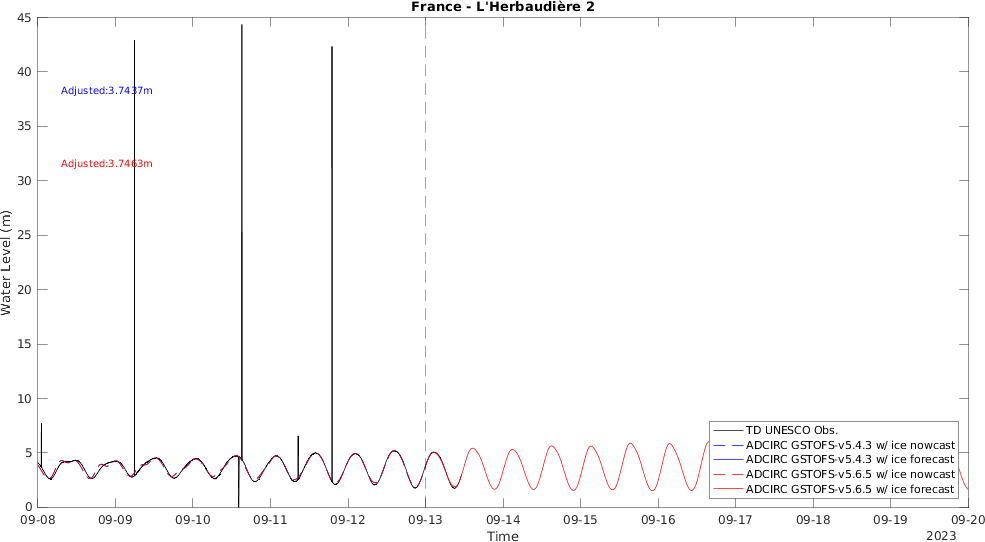 France - L'Herbaudière 2
45
40
35
30
25
20
15
10
5
0
Water Level (m)
Adjusted:3.7437m
Adjusted:3.7463m
TD UNESCO Obs.
ADCIRC GSTOFS-v5.4.3 w/ ice nowcast
ADCIRC GSTOFS-v5.4.3 w/ ice forecast
ADCIRC GSTOFS-v5.6.5 w/ ice nowcast
ADCIRC GSTOFS-v5.6.5 w/ ice forecast
09-08 09-09 09-10 09-11 09-12 09-13 09-14 09-15 09-16 09-17 09-18 09-19 09-20
Time
2023